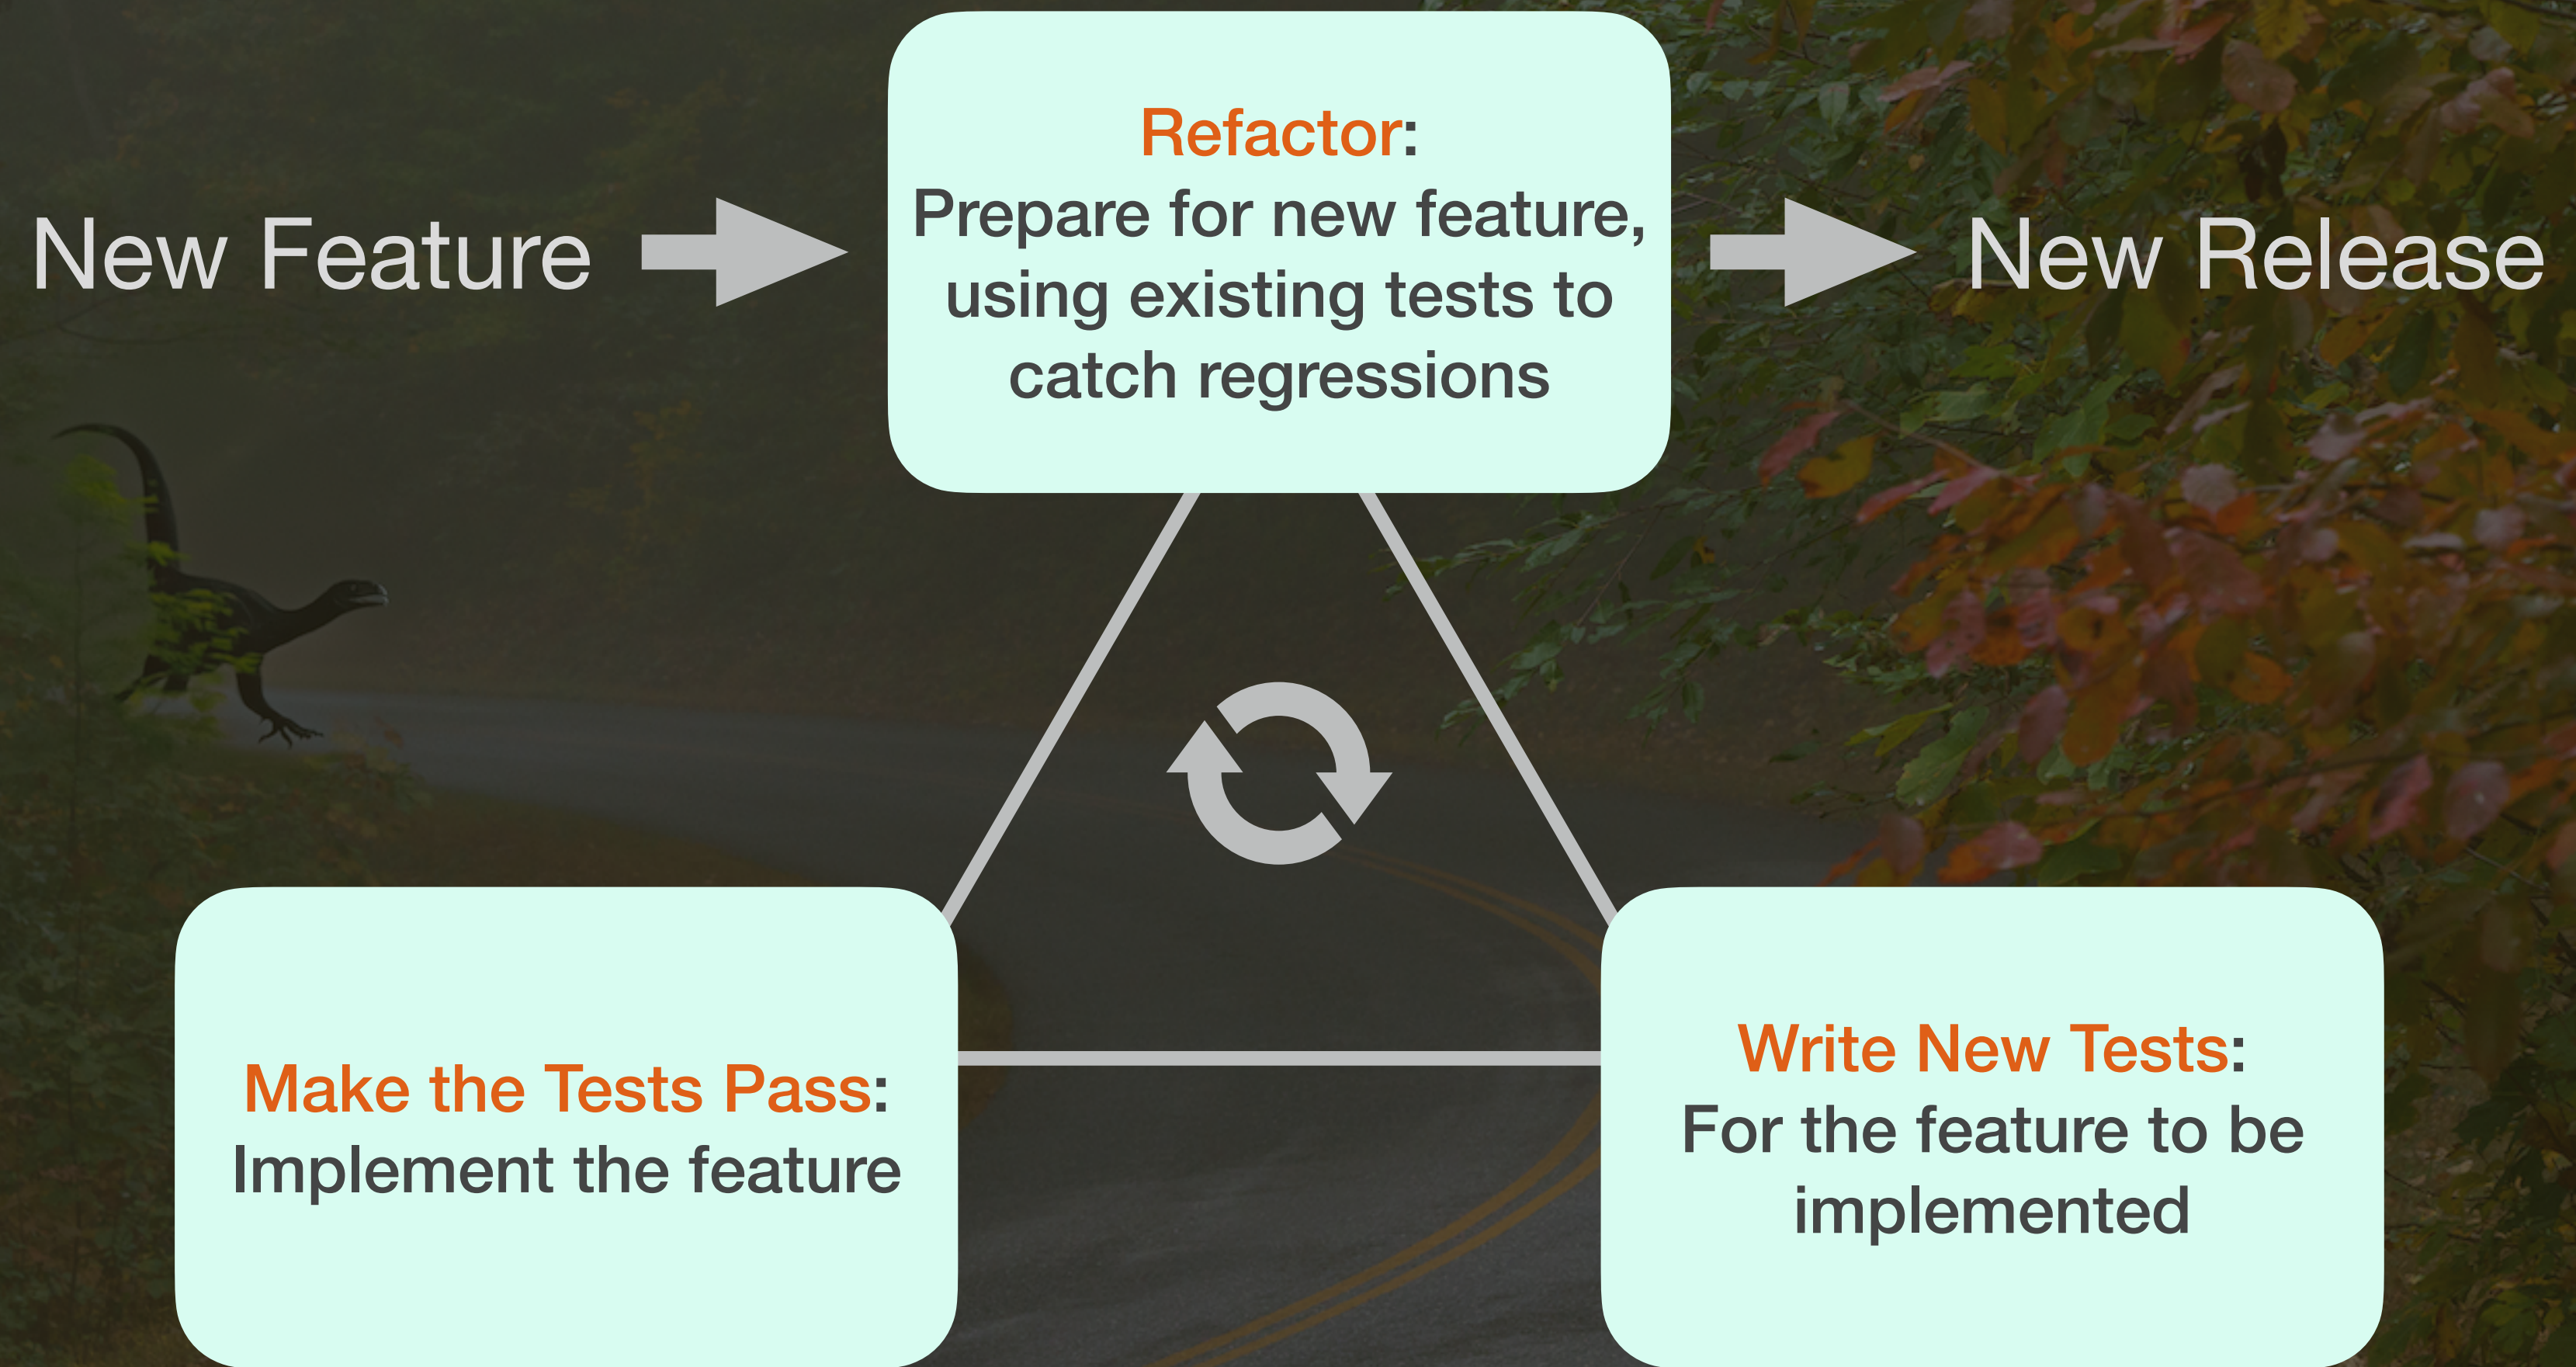 New Feature
Refactor:
Prepare for new feature,
using existing tests to
catch regressions
New Release
Make the Tests Pass:
Implement the feature
Write New Tests:
For the feature to be
implemented